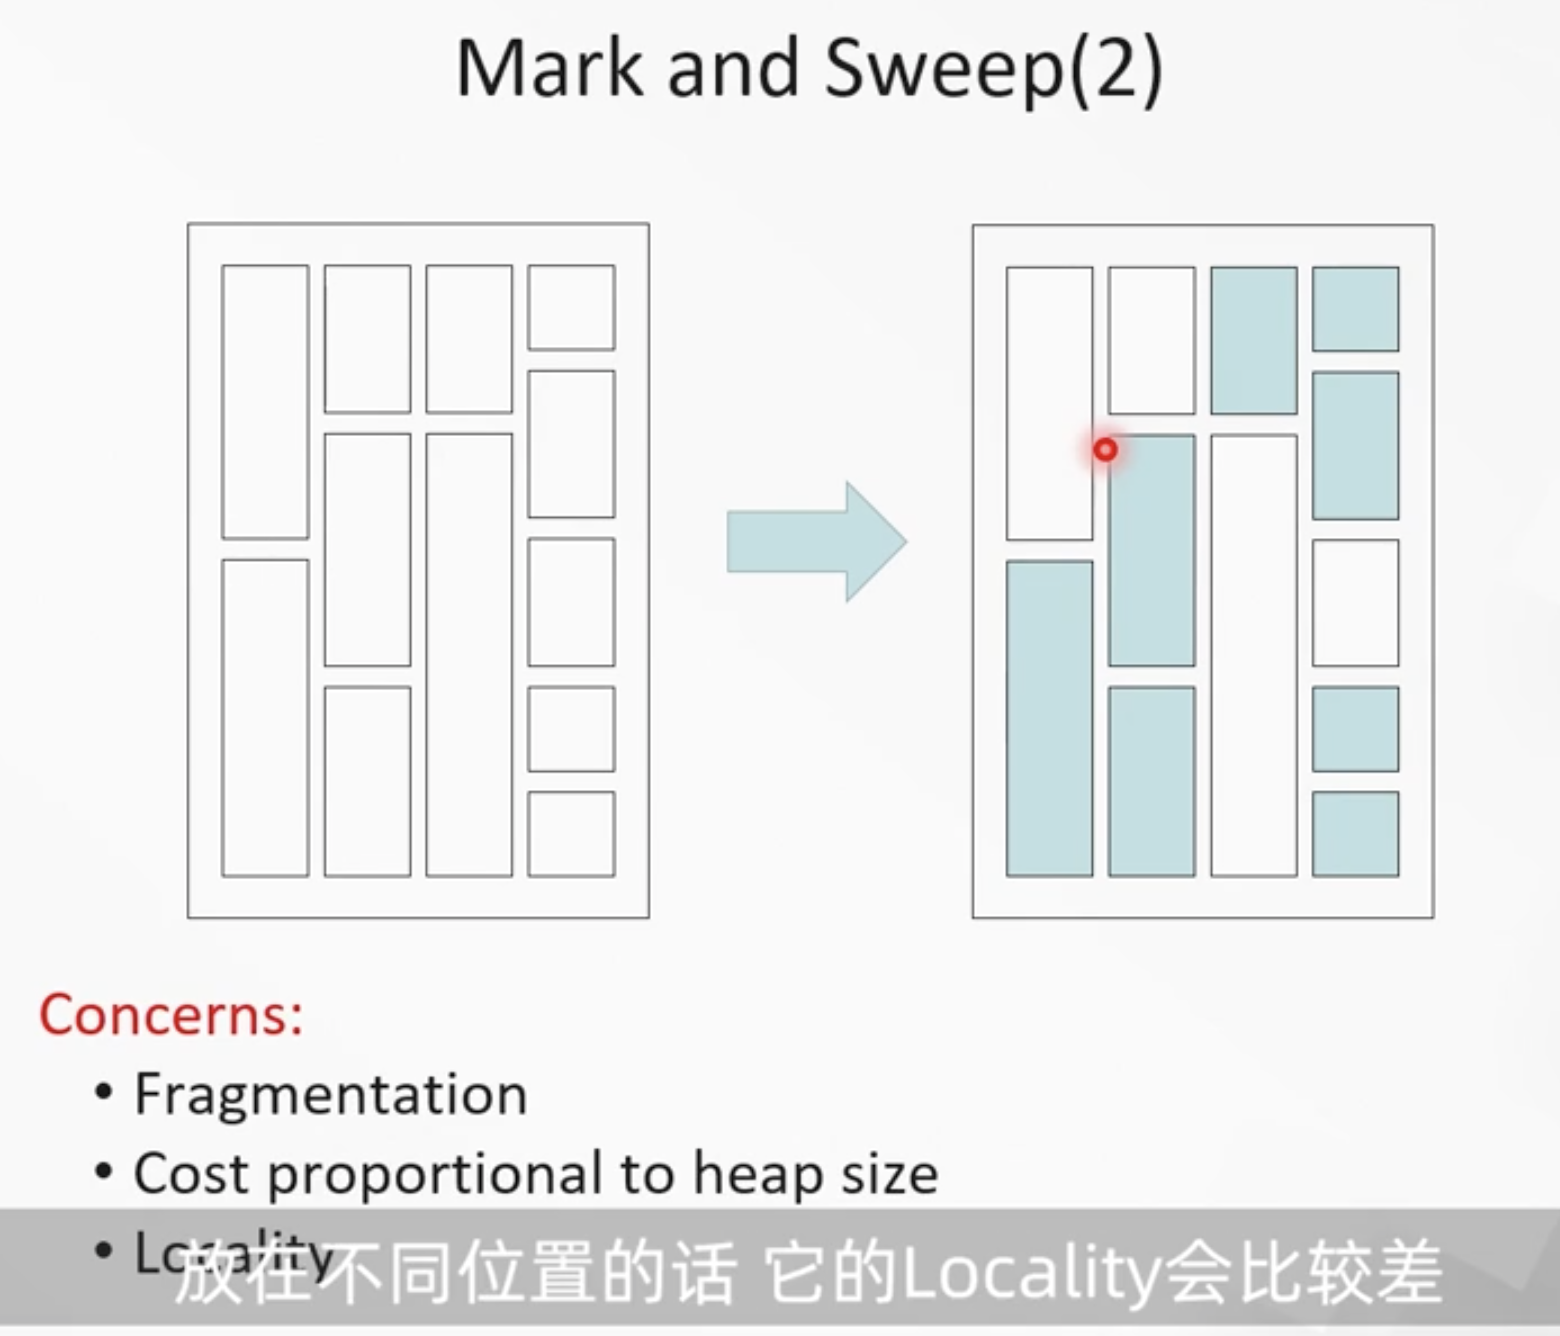 Mark and Sweep(2)
Concerns:
• Fragmentation
• Cost proportional to heap size
• Locality
放在不同位置的话 它的Locality会比较差